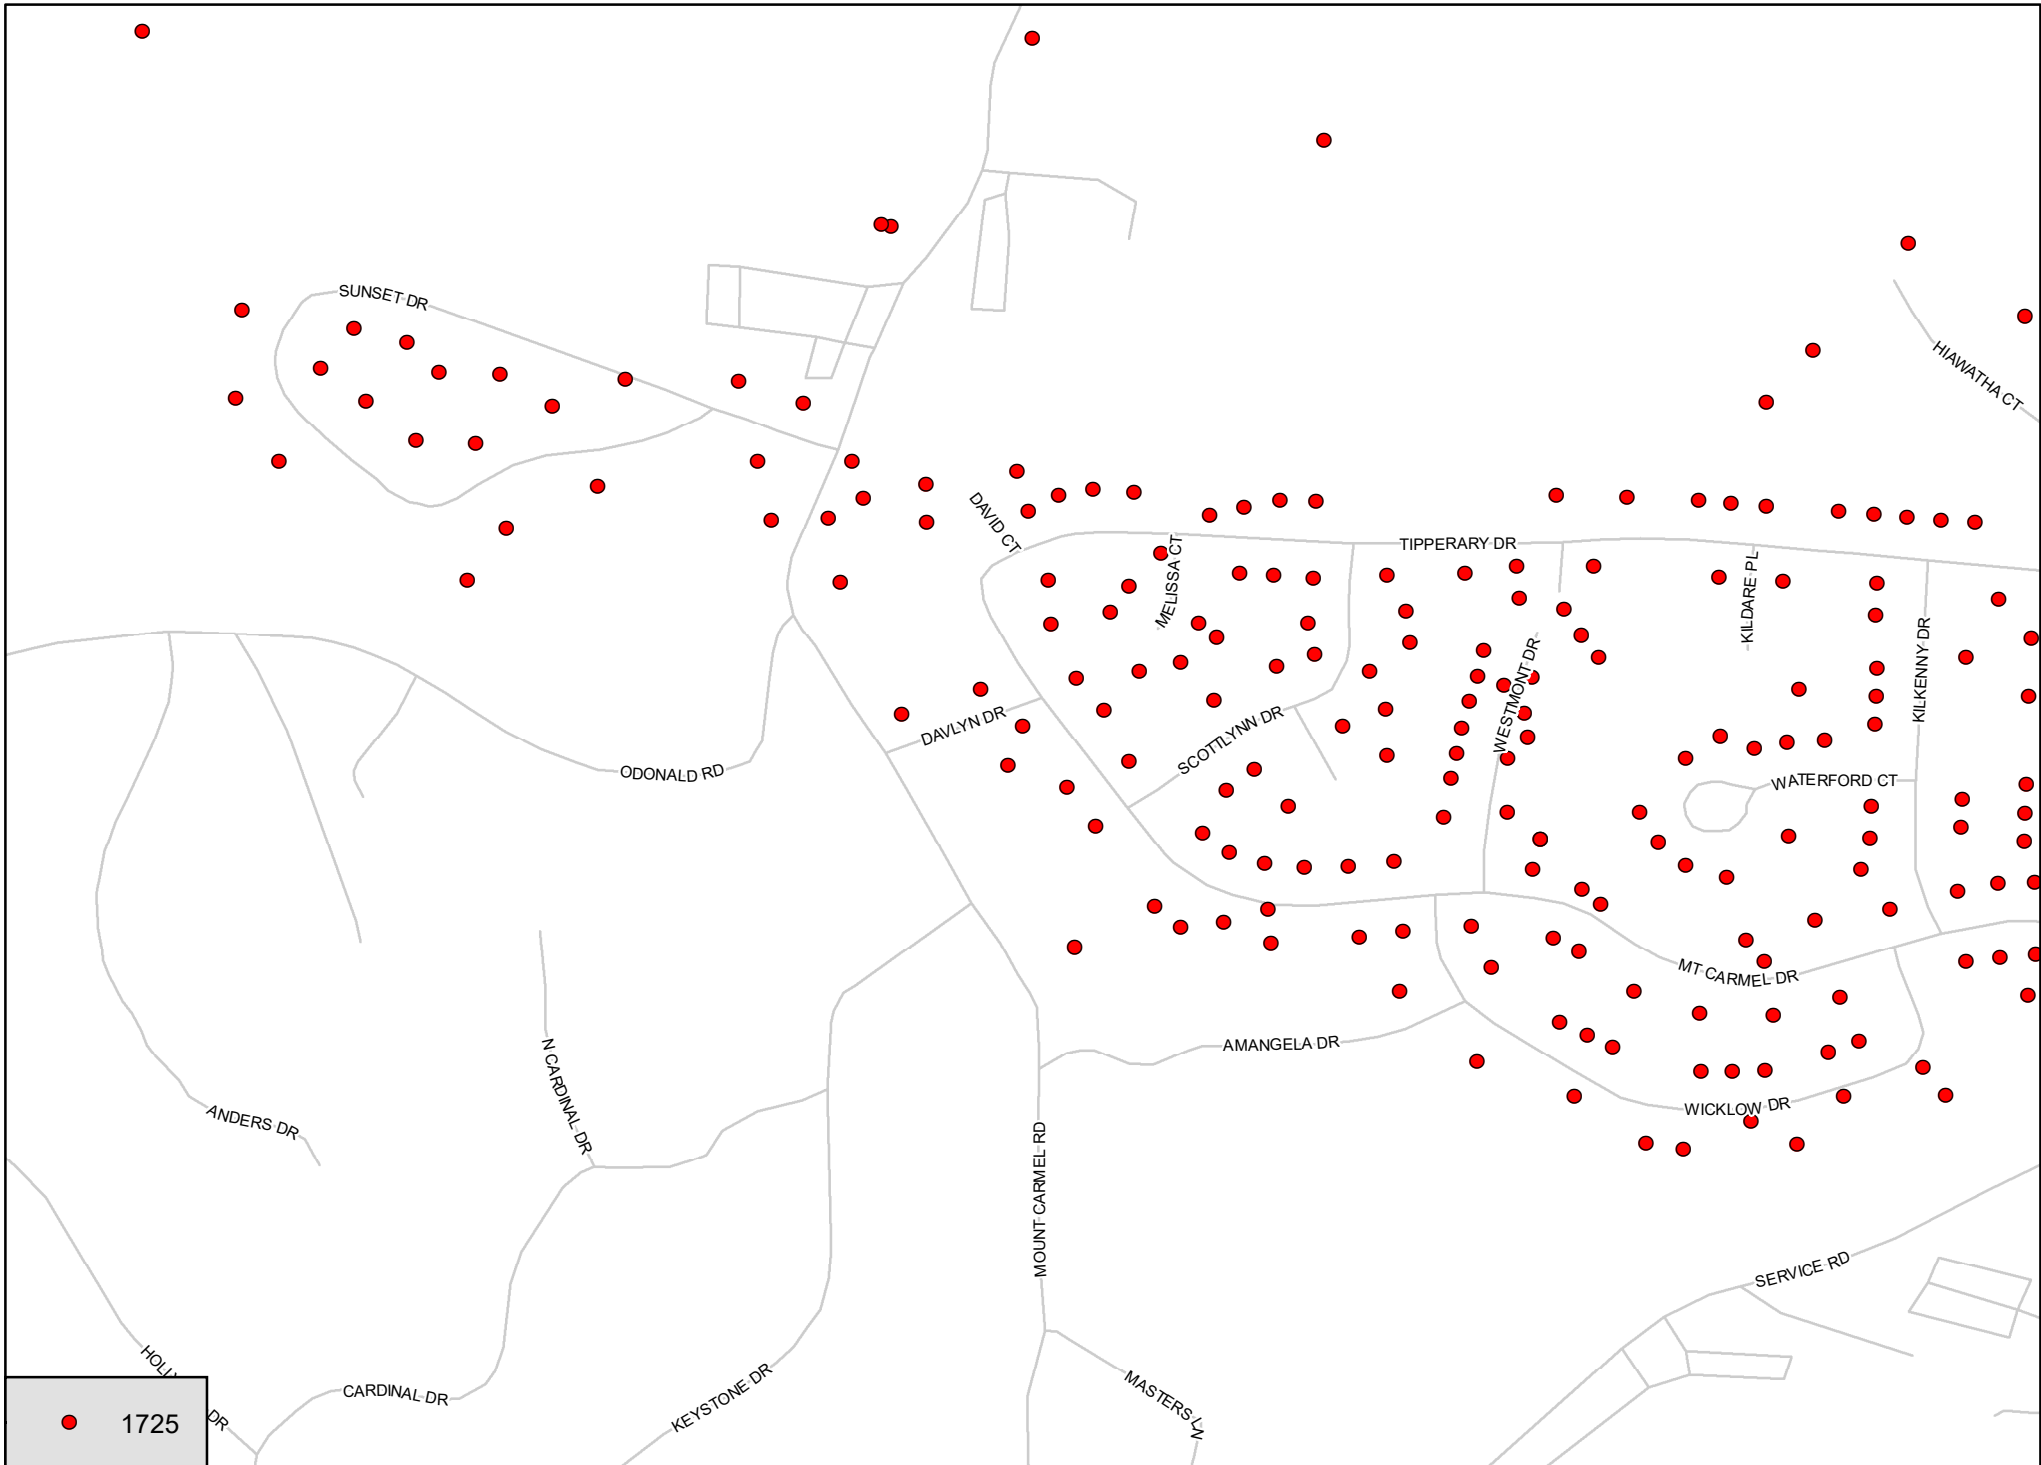 SUNSET DR
HIAWATHA CT
DAVID CT
TIPPERARY DR
MELISSA CT
KILDARE PL
KILKENNY DR
WESTMONT DR
DAVLYN DR
SCOTTLYNN DR
ODONALD RD
WATERFORD CT
MT CARMEL DR
AMANGELA DR
N CARDINAL DR
ANDERS DR
WICKLOW DR
MOUNT CARMEL RD
SERVICE RD
HOLLY DR
CARDINAL DR
KEYSTONE DR
MASTERS LN
1725